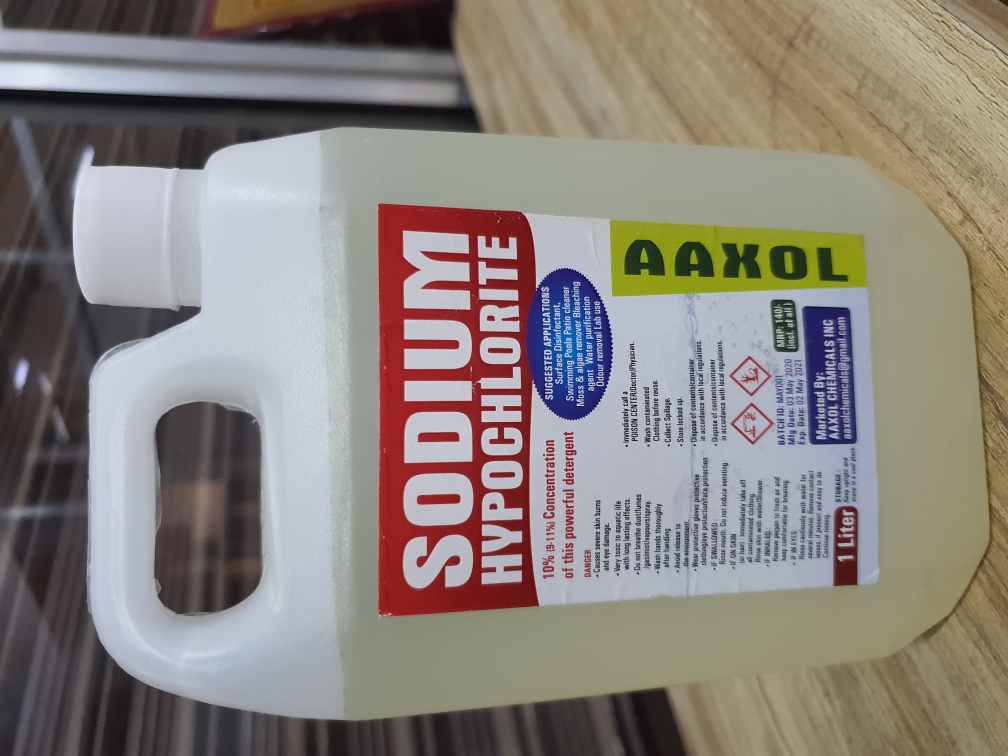 SODIUM
HYPOCHLORITE
10% (9-11%) Concentration
of this powerful detergent
SUGGESTED APPLICATIONS
Surface Disinfectant,
Swimming Pools Patio cleaner
Moss & algae remover Bleaching
agent Water purification
Odour removal Lab use
DANGER
• Causes severe skin burns
and eye damage.
• Very toxic to aquatic life
with long lasting effects.
• Do not breathe dust/fumes
/gas/mist/vapours/spray.
• Wash hands thoroughly
after handling
• Avoid release to
the environment.
• Wear protective gloves protective
clothing/eye protection/face protection
• IF SWALLOWED :
Rinse mouth. Do not induce vomiting.
• IF ON SKIN
(or hair) : Immediately take off
all contaminated clothing.
Rinse skin with water/Shower.
• IF INHALED :
Remove person to fresh air and
keep comfortable for breating.
• IF IN EYES:
Rinse cautiously with water for
several minutes. Remove contact
lenses, if present and easy to do.
Continue rinsing.
• Immediately call a
POISON CENTER/Doctor/Physician.
• Wash contaminated
Clothing before reuse.
• Collect Spillage.
• Store locked up.
• Dispose of contents/container
in accordance with local regulations.
• Dispose of contents/container
in accordance with local regulations.
AAXOL
BATCH ID: MAY001
Mfg Date: 03 May 2020
Exp. Date: 02 May 2021
MRP: 140/-
(incl. of all)
Marketed By:
AAXOL CHEMICALS INC
aaxolchemicals@gmail.com
1 Liter
STORAGE :
Keep upright and
store in a cool place